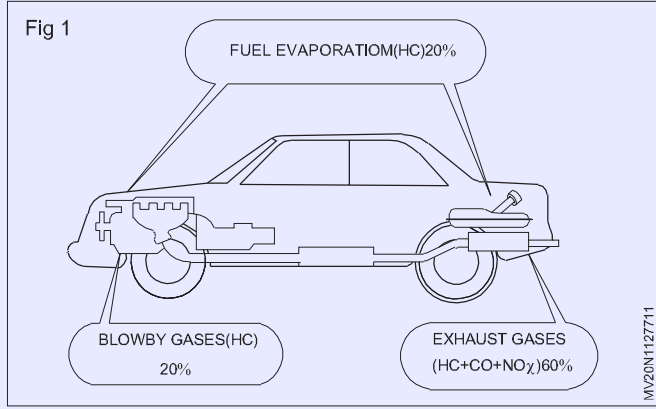 Fig 1
FUEL EVAPORATIOM(HC)20%
BLOWBY GASES(HC)
20%
EXHAUST GASES
(HC+CO+NOχ)60%
MV20N1127711